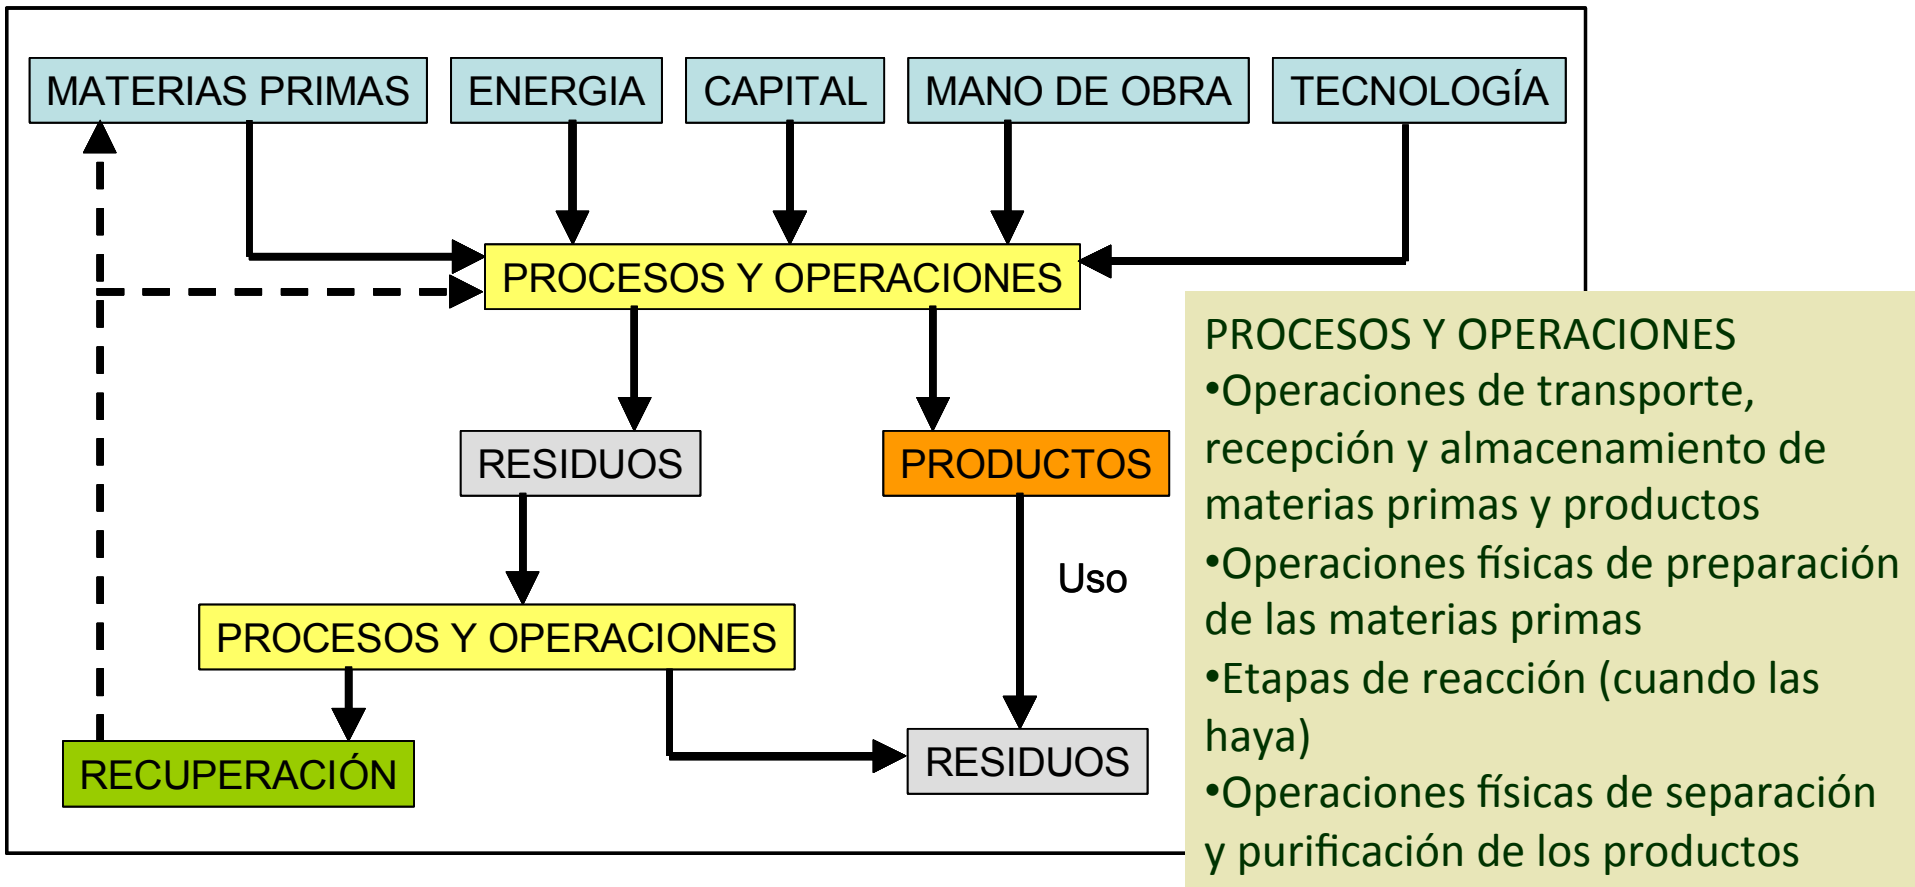 MATERIAS PRIMAS
ENERGIA
CAPITAL
MANO DE OBRA
TECNOLOGÍA
PROCESOS Y OPERACIONES
RESIDUOS
PRODUCTOS
Uso
PROCESOS Y OPERACIONES
RECUPERACIÓN
RESIDUOS
PROCESOS Y OPERACIONES
•Operaciones de transporte,
recepción y almacenamiento de
materias primas y productos
•Operaciones físicas de preparación
de las materias primas
•Etapas de reacción (cuando las
haya)
•Operaciones físicas de separación
y purificación de los productos